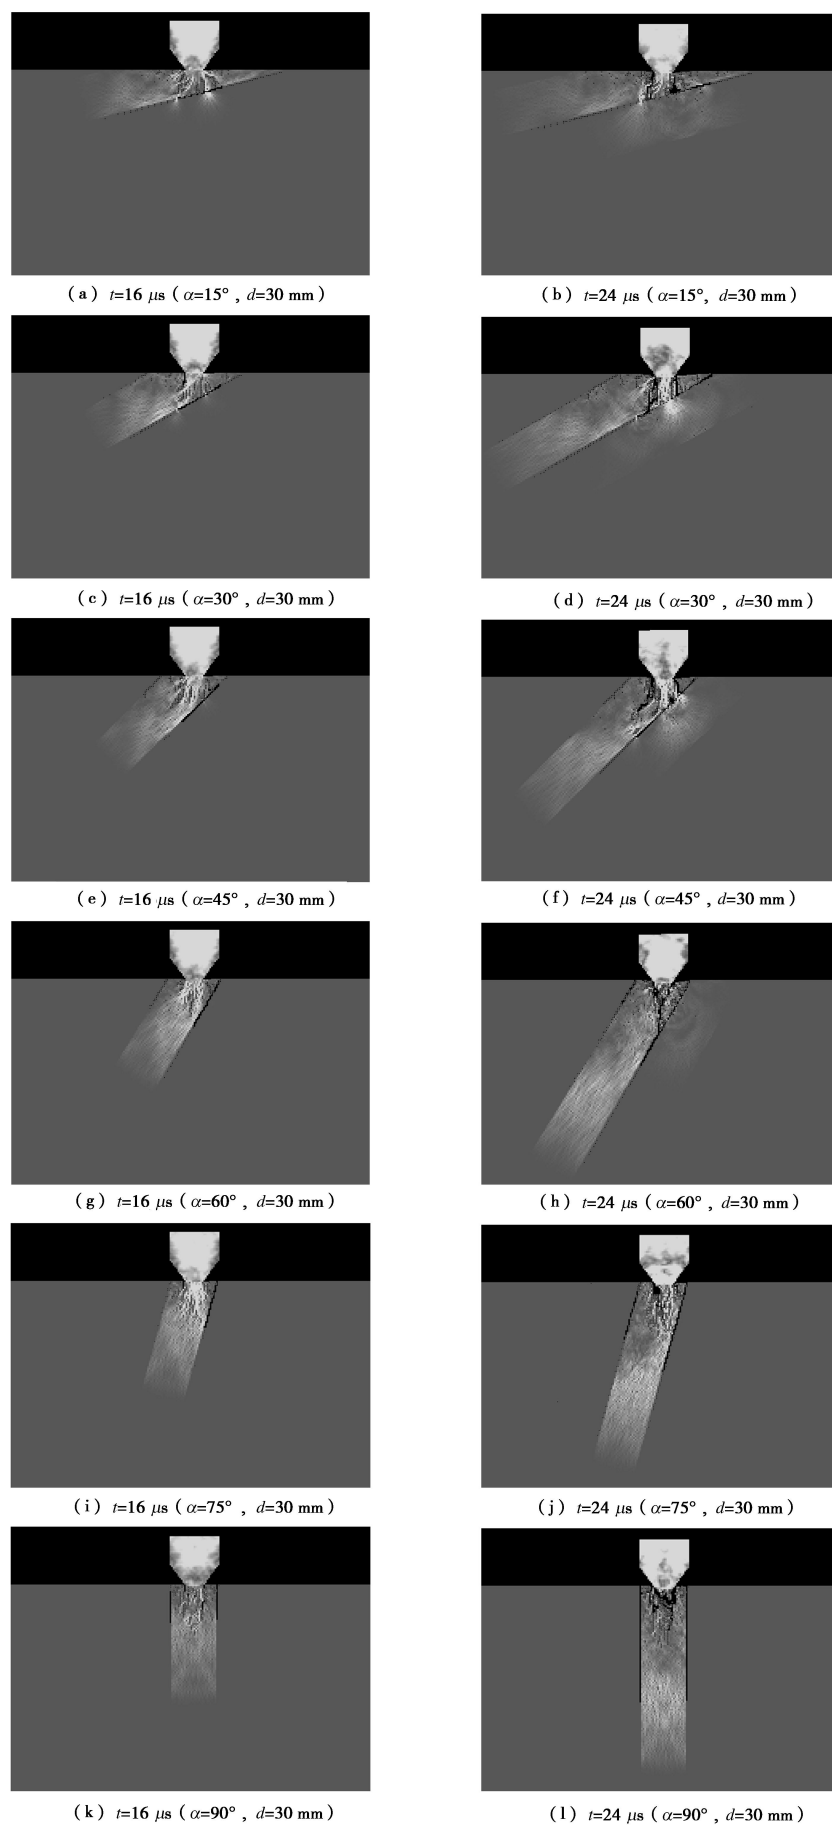 (a) t=16 μs (α=15°, d=30 mm)
(b) t=24 μs (α=15°, d=30 mm)
(c) t=16 μs (α=30°, d=30 mm)
(d) t=24 μs (α=30°, d=30 mm)
(e) t=16 μs (α=45°, d=30 mm)
(f) t=24 μs (α=45°, d=30 mm)
(g) t=16 μs (α=60°, d=30 mm)
(h) t=24 μs (α=60°, d=30 mm)
(i) t=16 μs (α=75°, d=30 mm)
(j) t=24 μs (α=75°, d=30 mm)
(k) t=16 μs (α=90°, d=30 mm)
(l) t=24 μs (α=90°, d=30 mm)